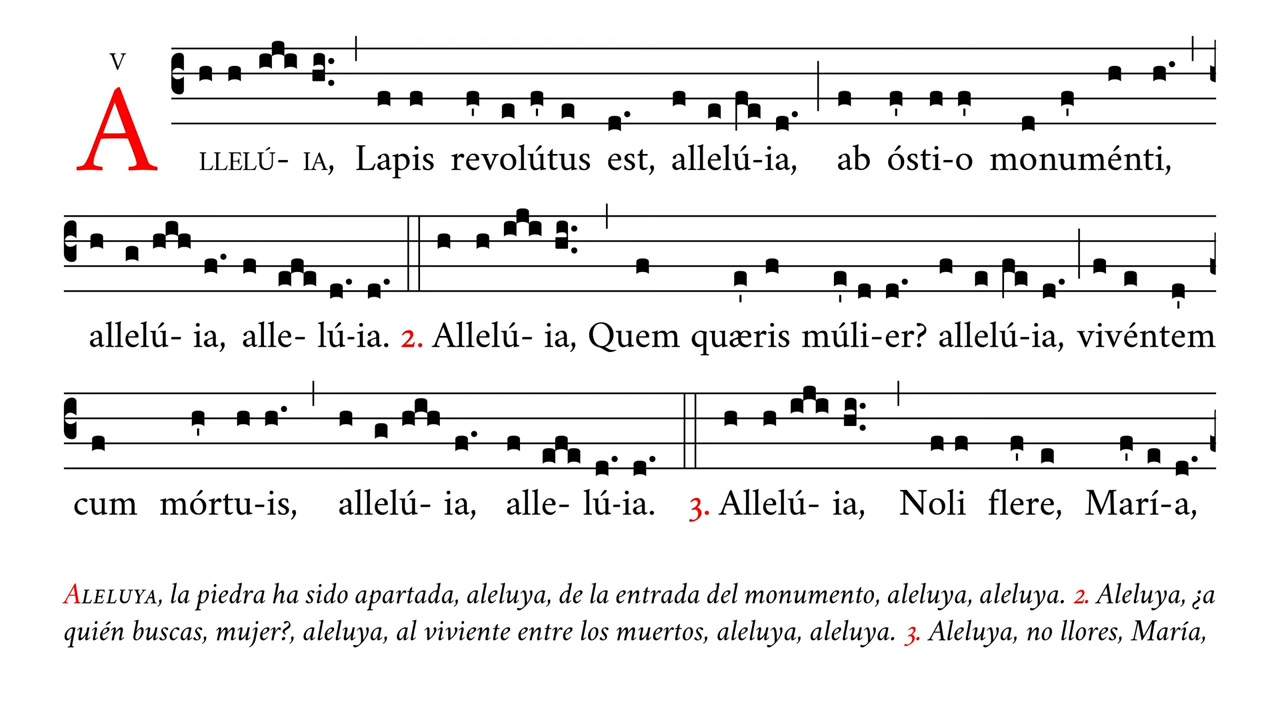 V
ALLELÚ- IA, Lapis revolútus est, allelú-ia, ab ósti-o monuménti,
allelú- ia, alle- lú-ia. 2. Allelú- ia, Quem quæris múli-er? allelú-ia, vivéntem
cum mórtu-is, allelú- ia, alle- lú-ia. 3. Allelú- ia, Noli flere, Marí-a,
ALELUYA, la piedra ha sido apartada, aleluya, de la entrada del monumento, aleluya, aleluya. 2. Aleluya, ¿a
quién buscas, mujer?, aleluya, al viviente entre los muertos, aleluya, aleluya. 3. Aleluya, no llores, María,